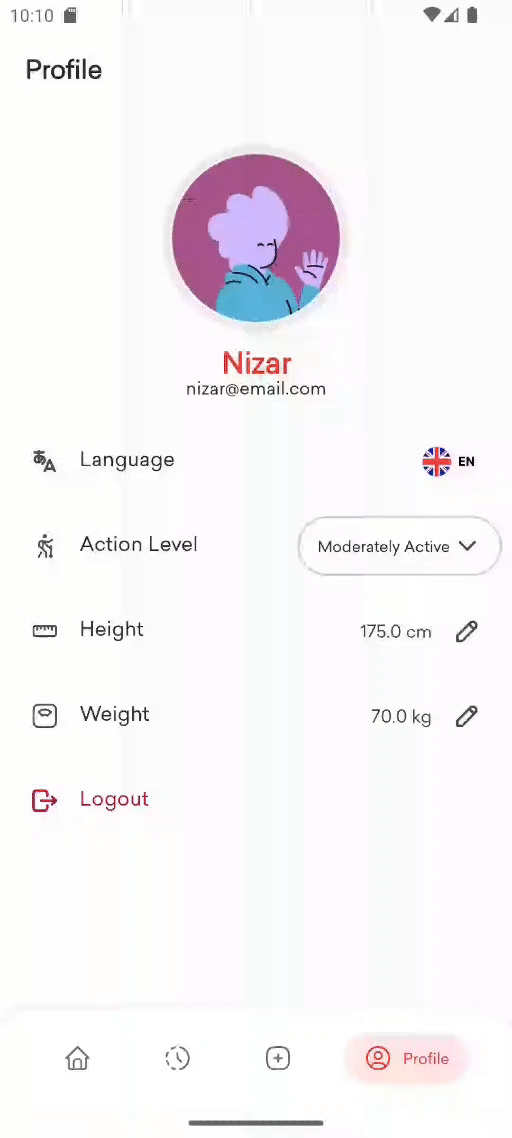 10:10
Profile
Nizar
nizar@email.com
Language EN
Action Level Moderately Active
Height 175.0 cm
Weight 70.0 kg
Logout
Profile